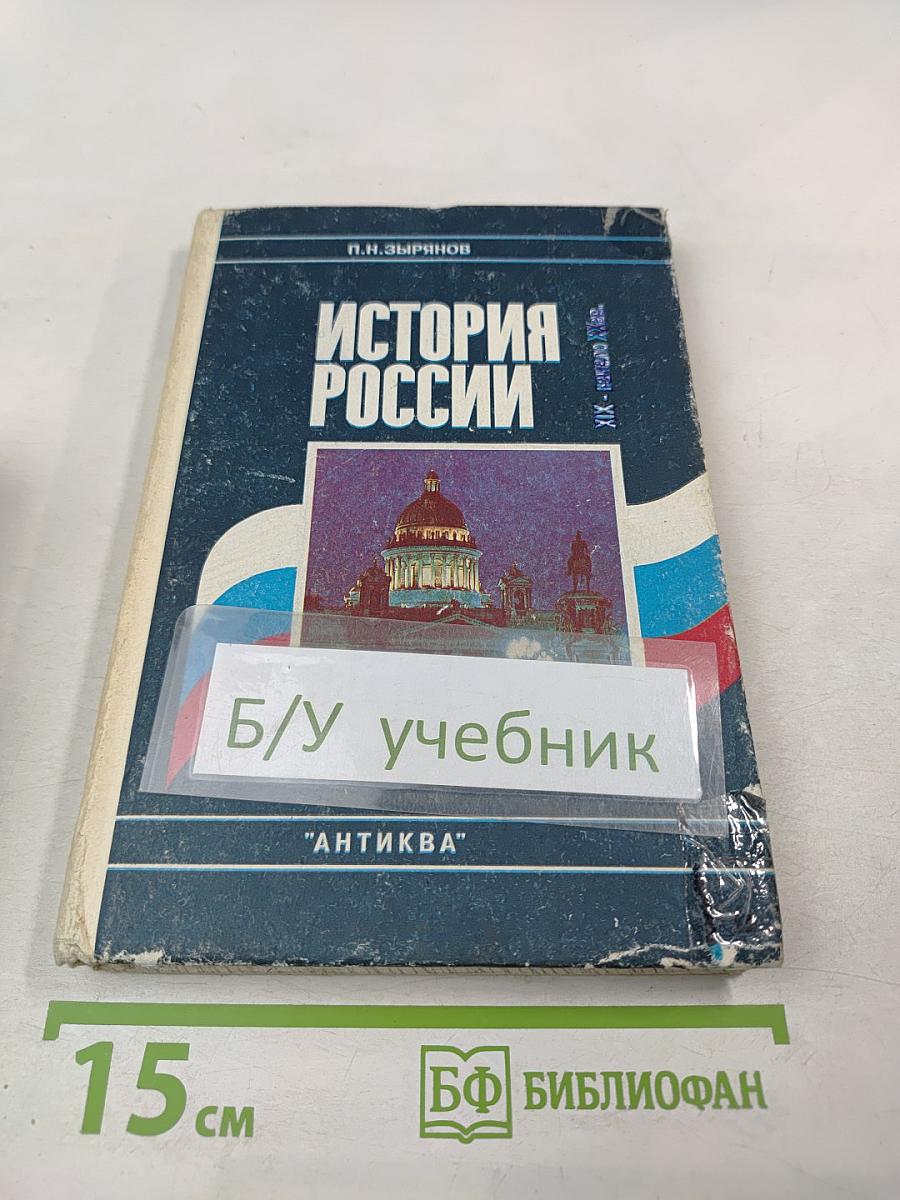 П.Н.ЗЫРЯНОВ
ИСТОРИЯ
РОССИИ
XIX - начало XX вв.
Б/У учебник
"АНТИКВА"
15 см
БФ БИБЛИОФАН